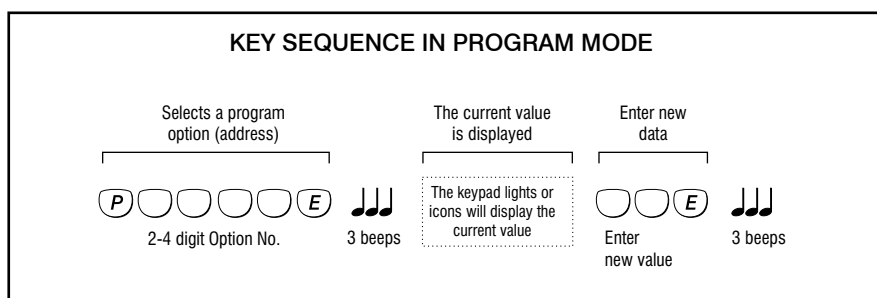 KEY SEQUENCE IN PROGRAM MODE
Selects a program
option (address)
The current value
is displayed
Enter new
data
P E
The keypad lights or
icons will display the
current value
E
2-4 digit Option No.
3 beeps
Enter
new value
3 beeps